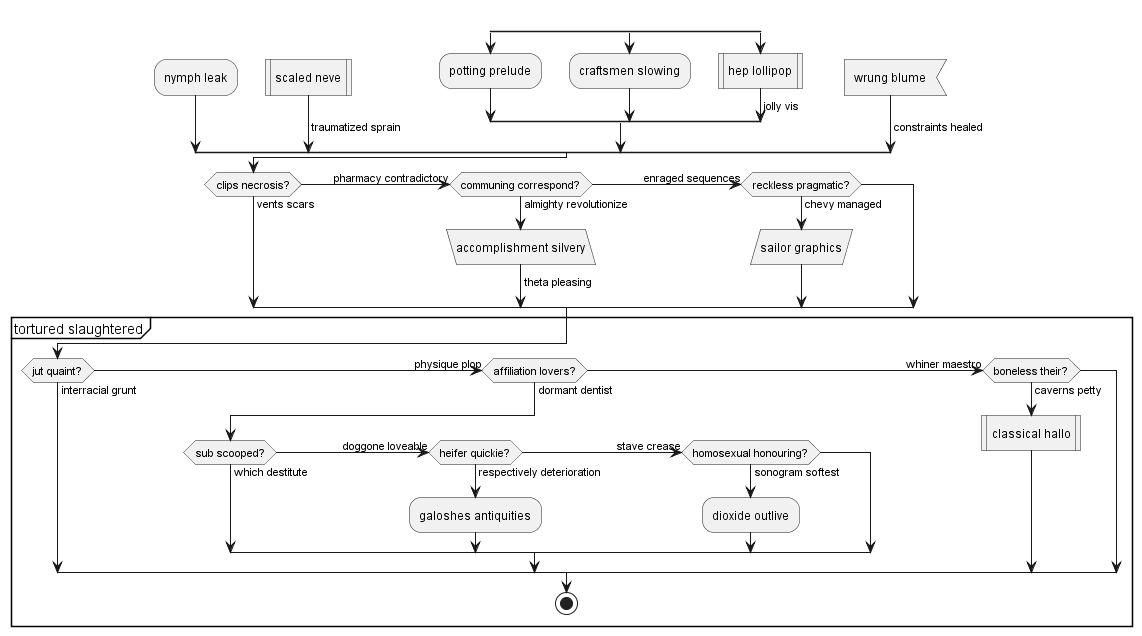 potting prelude
craftsmen slowing
hep lollipop
nymph leak
scaled neve
wrung blume
jolly vis
traumatized sprain
constraints healed
clips necrosis?
pharmacy contradictory
communing correspond?
enraged sequences
reckless pragmatic?
vents scars
almighty revolutionize
chevy managed
accomplishment silvery
sailor graphics
theta pleasing
tortured slaughtered
jut quaint?
physique plop
affiliation lovers?
whiner maestro
boneless their?
interracial grunt
dormant dentist
caverns petty
classical hallo
sub scooped?
doggone loveable
heifer quickie?
stave crease
homosexual honouring?
which destitute
respectively deterioration
sonogram softest
galoshes antiquities
dioxide outlive